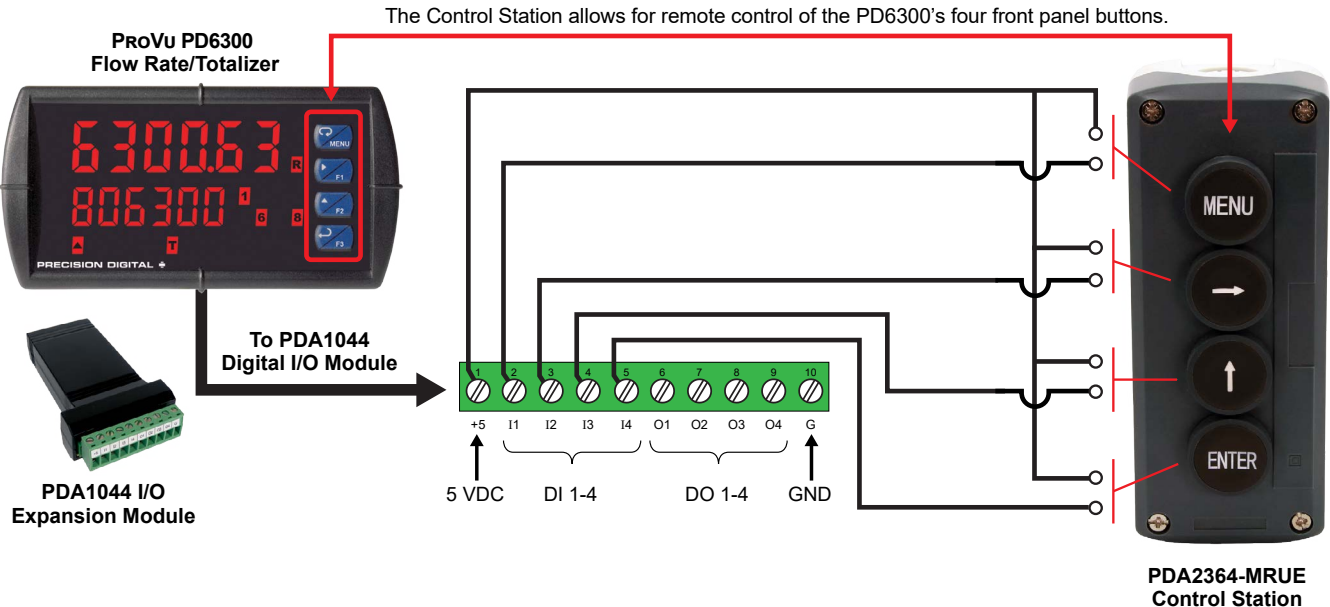 The Control Station allows for remote control of the PD6300's four front panel buttons.
PROVU PD6300
Flow Rate/Totalizer
6300.63
R
MENU
F1
806300
1
6
8
F2
F3
T
PRECISION DIGITAL
To PDA1044
Digital I/O Module
1 2 3 4 5 6 7 8 9 10
+5 I1 I2 I3 I4 O1 O2 O3 O4 G
5 VDC DI 1-4 DO 1-4 GND
PDA1044 I/O
Expansion Module
MENU
ENTER
PDA2364-MRUE
Control Station